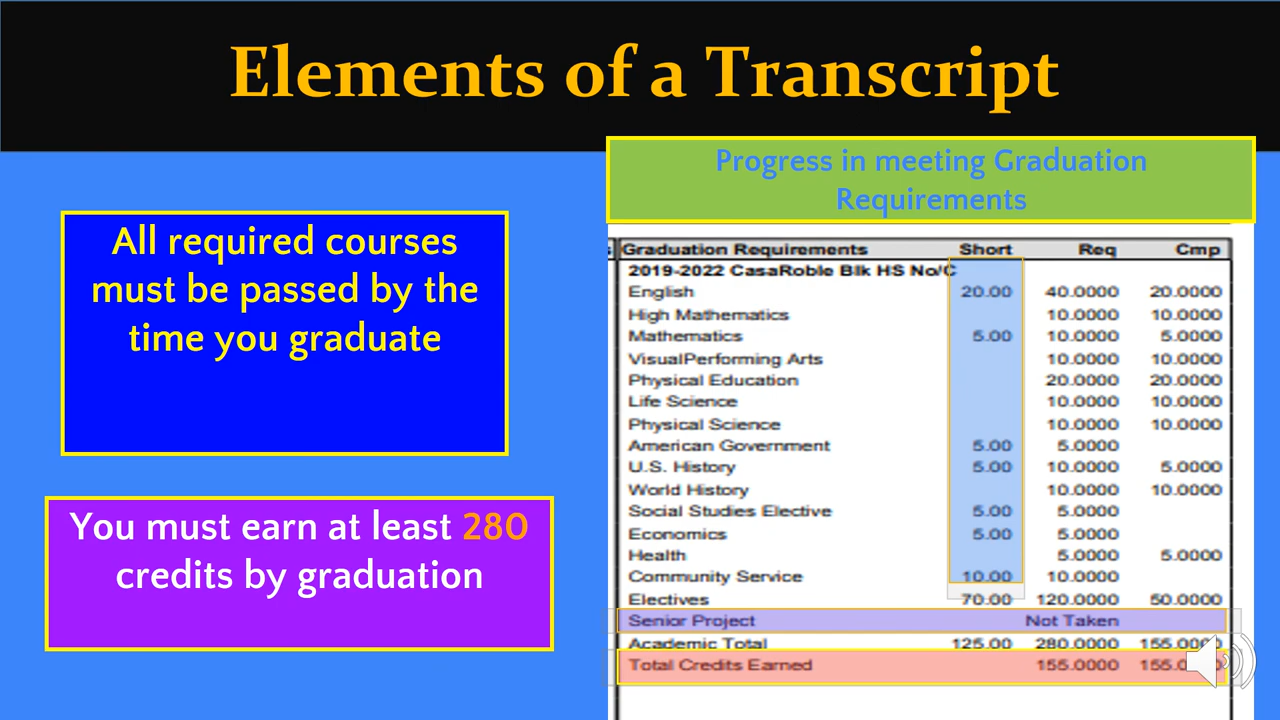 Elements of a Transcript
Progress in meeting Graduation
Requirements
All required courses
must be passed by the
time you graduate
You must earn at least 280
credits by graduation
Graduation Requirements Short Req Cmp
2019-2022 CasaRoble Blk HS No/C
English 20.00 40.0000 20.0000
High Mathematics 10.0000 10.0000
Mathematics 5.00 10.0000 5.0000
VisualPerforming Arts 10.0000 10.0000
Physical Education 20.0000 20.0000
Life Science 10.0000 10.0000
Physical Science 10.0000 10.0000
American Government 5.00 5.0000
U.S. History 5.00 10.0000 5.0000
World History 10.0000 10.0000
Social Studies Elective 5.00 5.0000
Economics 5.00 5.0000
Health 5.0000 5.0000
Community Service 10.00 10.0000
Electives 70.00 120.0000 50.0000
Senior Project Not Taken
Academic Total 125.00 280.0000 155.0000
Total Credits Earned 155.0000